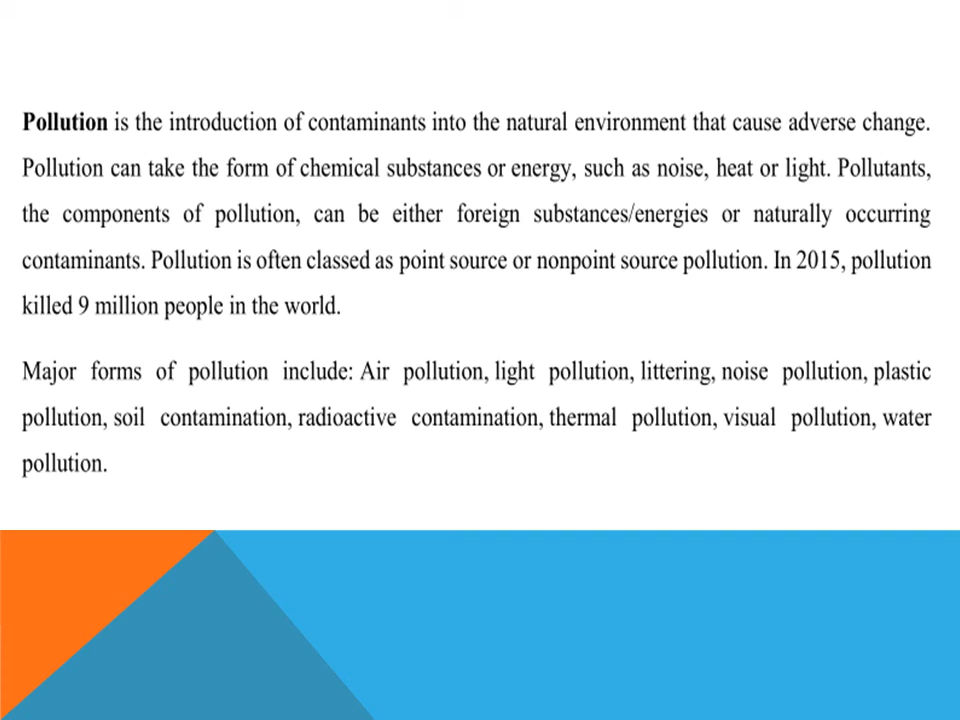 Pollution is the introduction of contaminants into the natural environment that cause adverse change.
Pollution can take the form of chemical substances or energy, such as noise, heat or light. Pollutants,
the components of pollution, can be either foreign substances/energies or naturally occurring
contaminants. Pollution is often classed as point source or nonpoint source pollution. In 2015, pollution
killed 9 million people in the world.
Major forms of pollution include: Air pollution, light pollution, littering, noise pollution, plastic
pollution, soil contamination, radioactive contamination, thermal pollution, visual pollution, water
pollution.